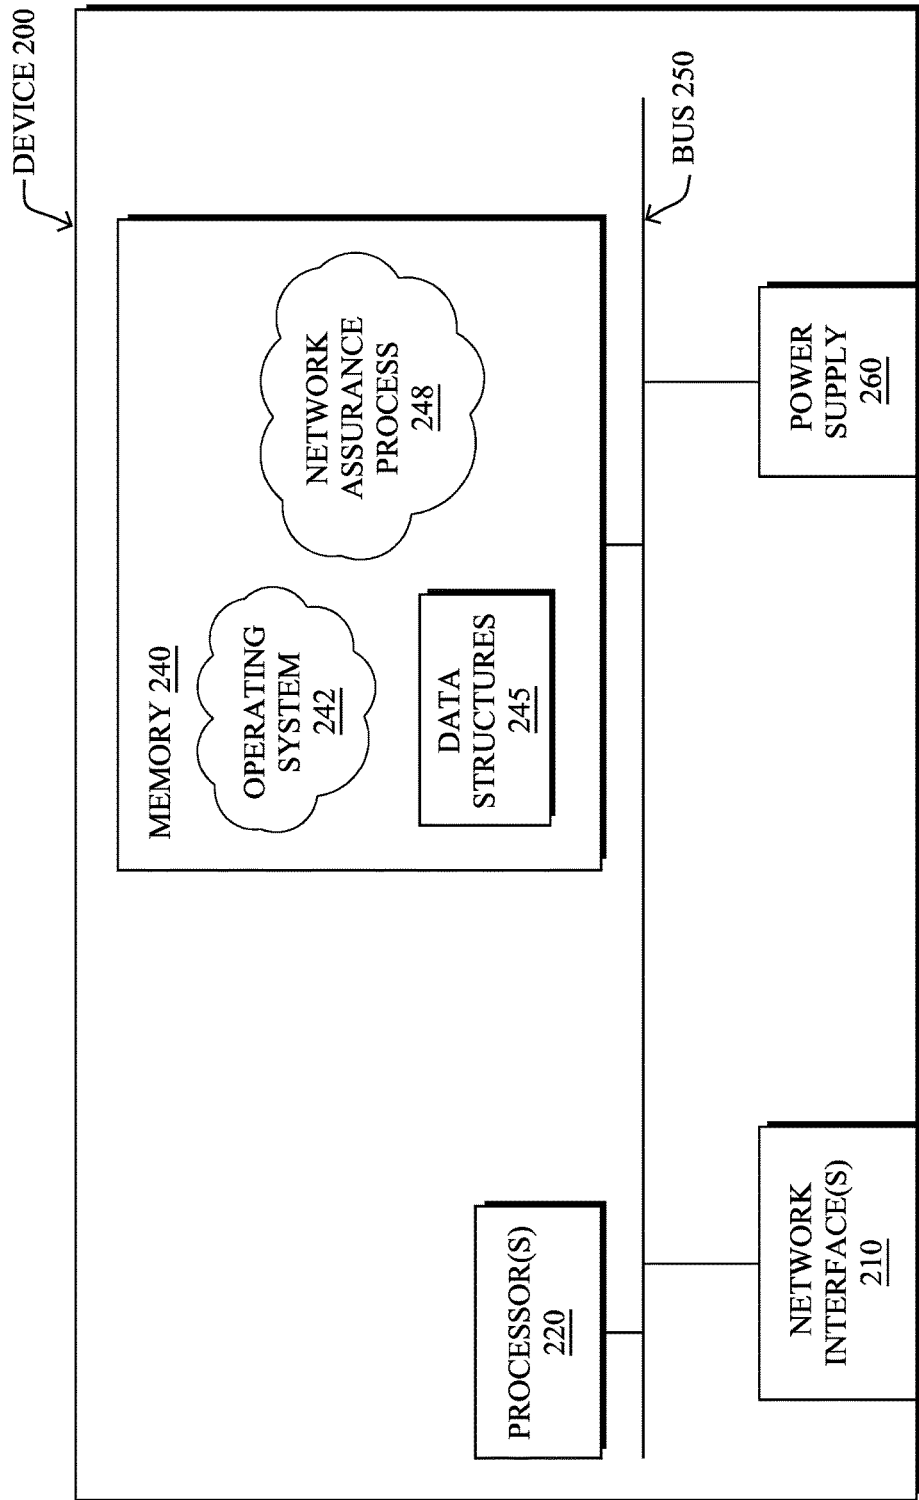 DEVICE 200
MEMORY 240
OPERATING
SYSTEM
242
NETWORK
ASSURANCE
PROCESS
248
DATA
STRUCTURES
245
PROCESSOR(S)
220
BUS 250
NETWORK
INTERFACE(S)
210
POWER
SUPPLY
260